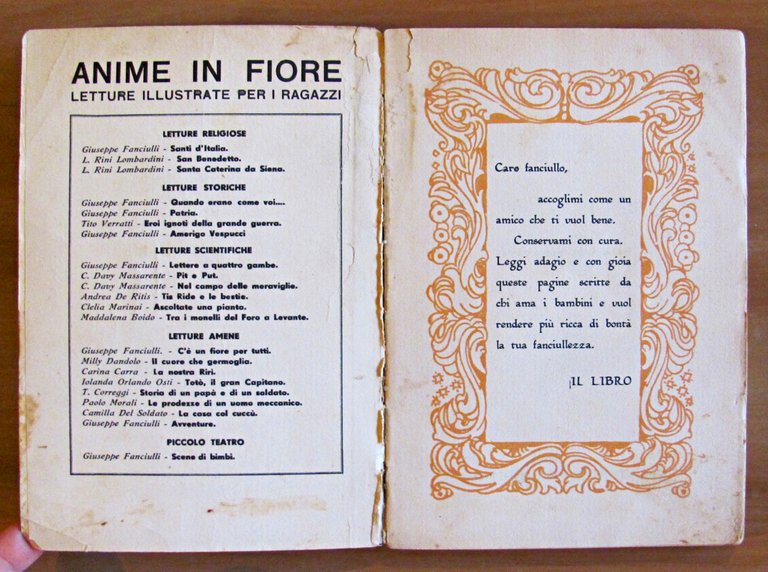 ANIME IN FIORE
LETTURE ILLUSTRATE PER I RAGAZZI
LETTURE RELIGIOSE
Giuseppe Fanciulli - Santi d'Italia.
L. Rini Lombardini - San Benedetto.
L. Rini Lombardini - Santa Caterina da Siena.
LETTURE STORICHE
Giuseppe Fanciulli - Quando erano come voi....
Giuseppe Fanciulli - Patria.
Tito Verratti - Eroi ignoti della grande guerra.
Giuseppe Fanciulli - Amerigo Vespucci
LETTURE SCIENTIFICHE
Giuseppe Fanciulli - Lettere a quattro gambe.
C. Davy Massarente - Pit e Put.
C. Davy Massarente - Nel campo delle meraviglie.
Andrea De Ritis - Tia Ride e le bestie.
Clelia Marinai - Ascoltate una pianta.
Maddalena Boido - Tra i monelli del Foro a Levante.
LETTURE AMENE
Giuseppe Fanciulli. - C'è un fiore per tutti.
Milly Dandolo - Il cuore che germoglia.
Carina Carra - La nostra Riri.
Iolanda Orlando Osti - Totò, il gran Capitano.
T. Correggi - Storia di un papà e di un soldato.
Paolo Morali - Le prodezze di un uomo meccanico.
Camilla Del Soldato - La casa col cuccù.
Giuseppe Fanciulli - Avventure.
PICCOLO TEATRO
Giuseppe Fanciulli - Scene di bimbi.
Caro fanciullo,
accoglimi come un
amico che ti vuol bene.
Conservami con cura.
Leggi adagio e con gioia
queste pagine scritte da
chi ama i bambini e vuol
rendere più ricca di bontà
la tua fanciullezza.
IL LIBRO